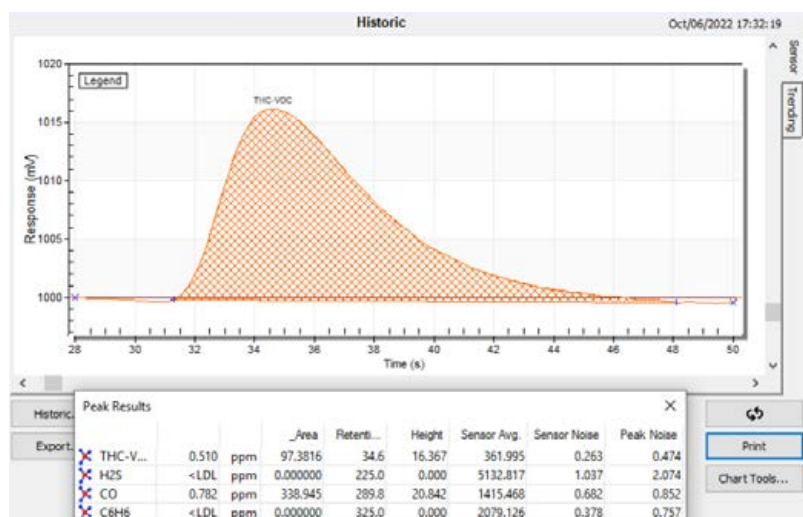 Historic
Oct/06/2022 17:32:19
Sensor
Trending
Legend
THC-VOC
Response (mV)
1020
1015
1010
1005
1000
28 30 32 34 36 38 40 42 44 46 48 50
Time (s)
Historic.
Export.
Print
Chart Tools...
Peak Results
_Area Retenti... Height Sensor Avg. Sensor Noise Peak Noise
THC-V... 0.510 ppm 97.3816 34.6 16.367 361.995 0.263 0.474
H2S <LDL ppm 0.000000 225.0 0.000 5132.817 1.037 2.074
CO 0.782 ppm 338.945 289.8 20.842 1415.468 0.682 0.852
C6H6 <LDL ppm 0.000000 325.0 0.000 2079.126 0.378 0.757